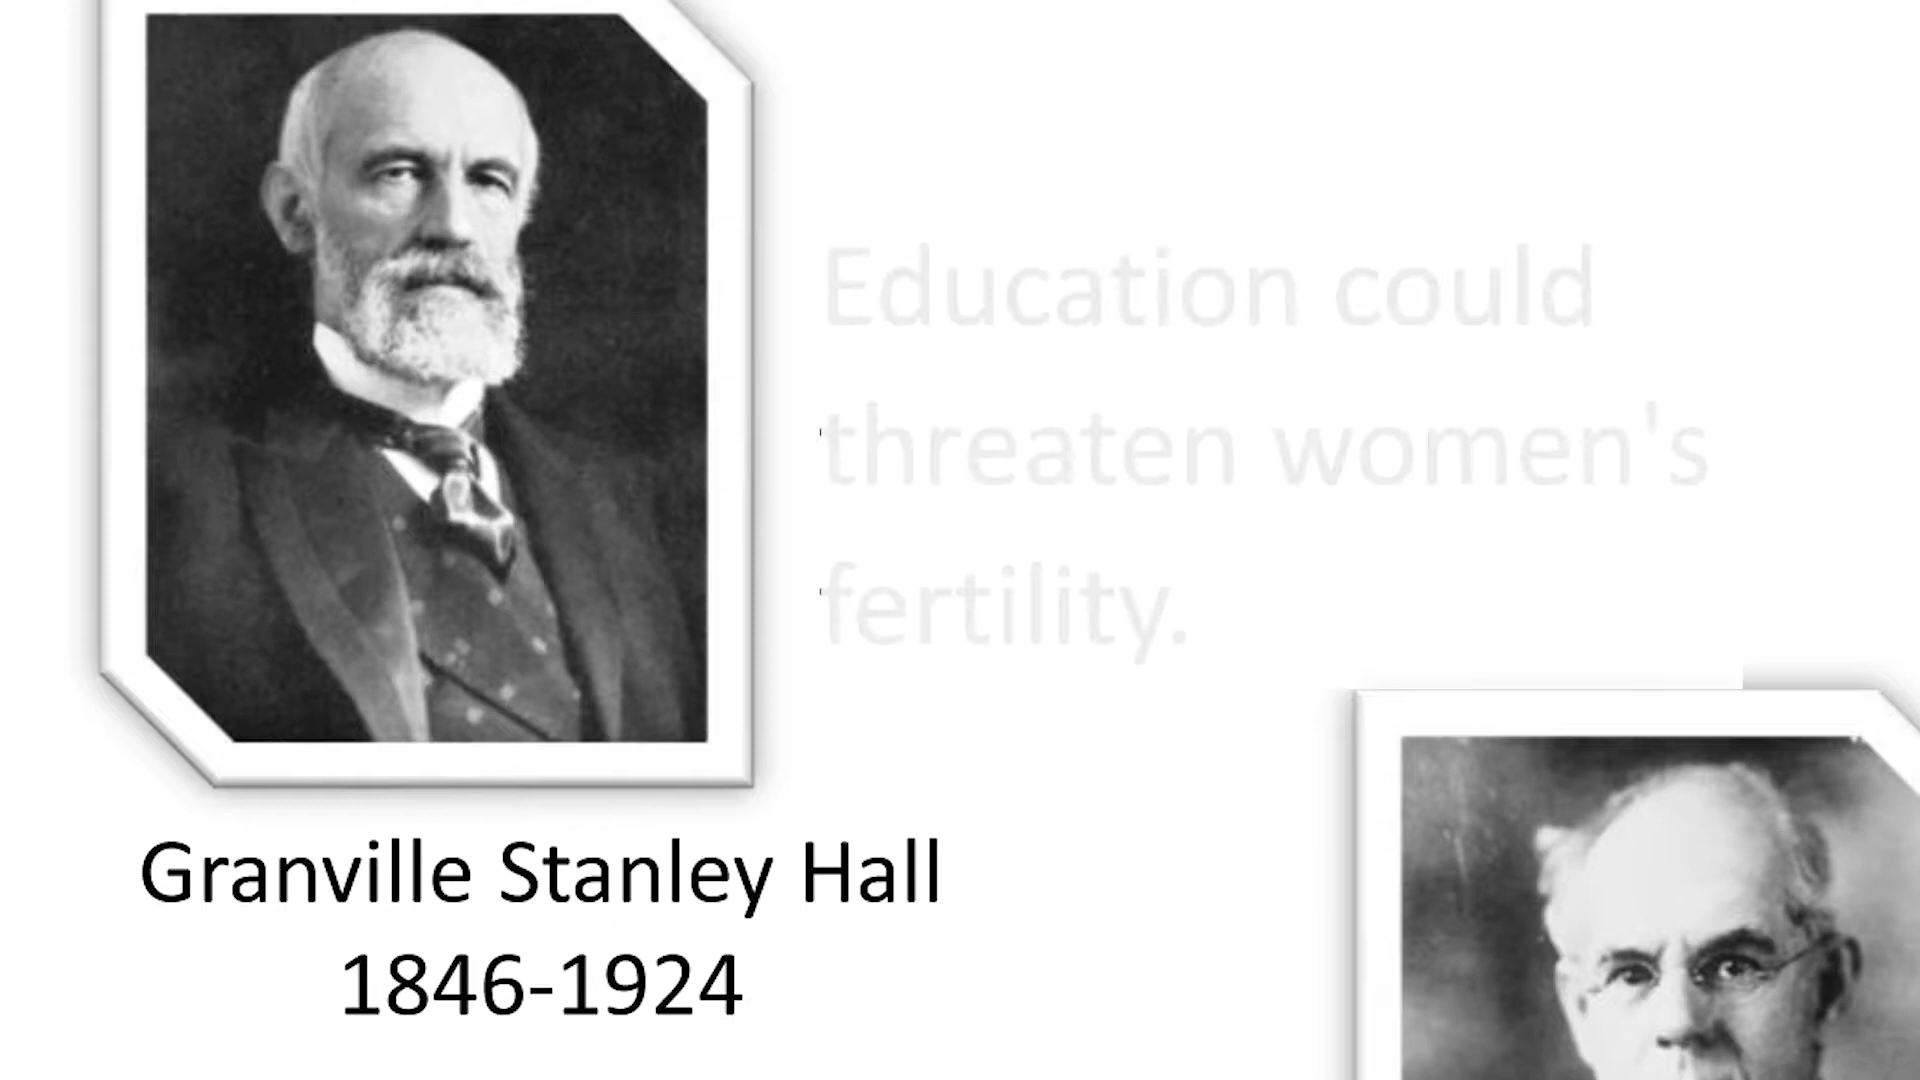 Education could
threaten women's
fertility.
Granville Stanley Hall
1846-1924